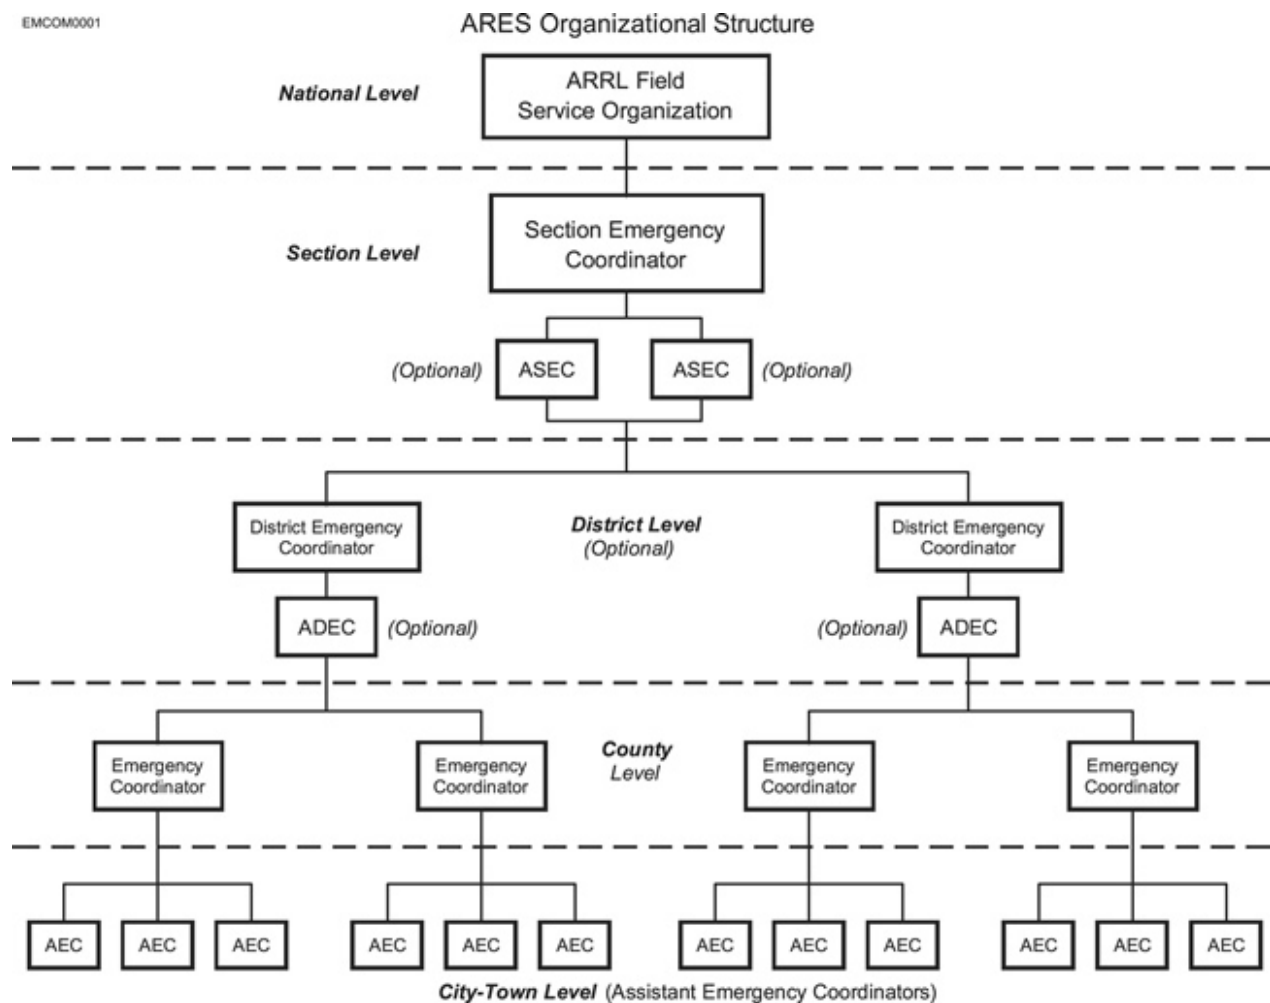 EMCOM0001
ARES Organizational Structure
National Level
ARRL Field
Service Organization
Section Level
Section Emergency
Coordinator
(Optional)
ASEC
ASEC
(Optional)
District Emergency
Coordinator
District Level
(Optional)
District Emergency
Coordinator
ADEC
(Optional)
(Optional)
ADEC
Emergency
Coordinator
Emergency
Coordinator
County
Level
Emergency
Coordinator
Emergency
Coordinator
AEC
AEC
AEC
AEC
AEC
AEC
AEC
AEC
AEC
AEC
AEC
AEC
City-Town Level (Assistant Emergency Coordinators)